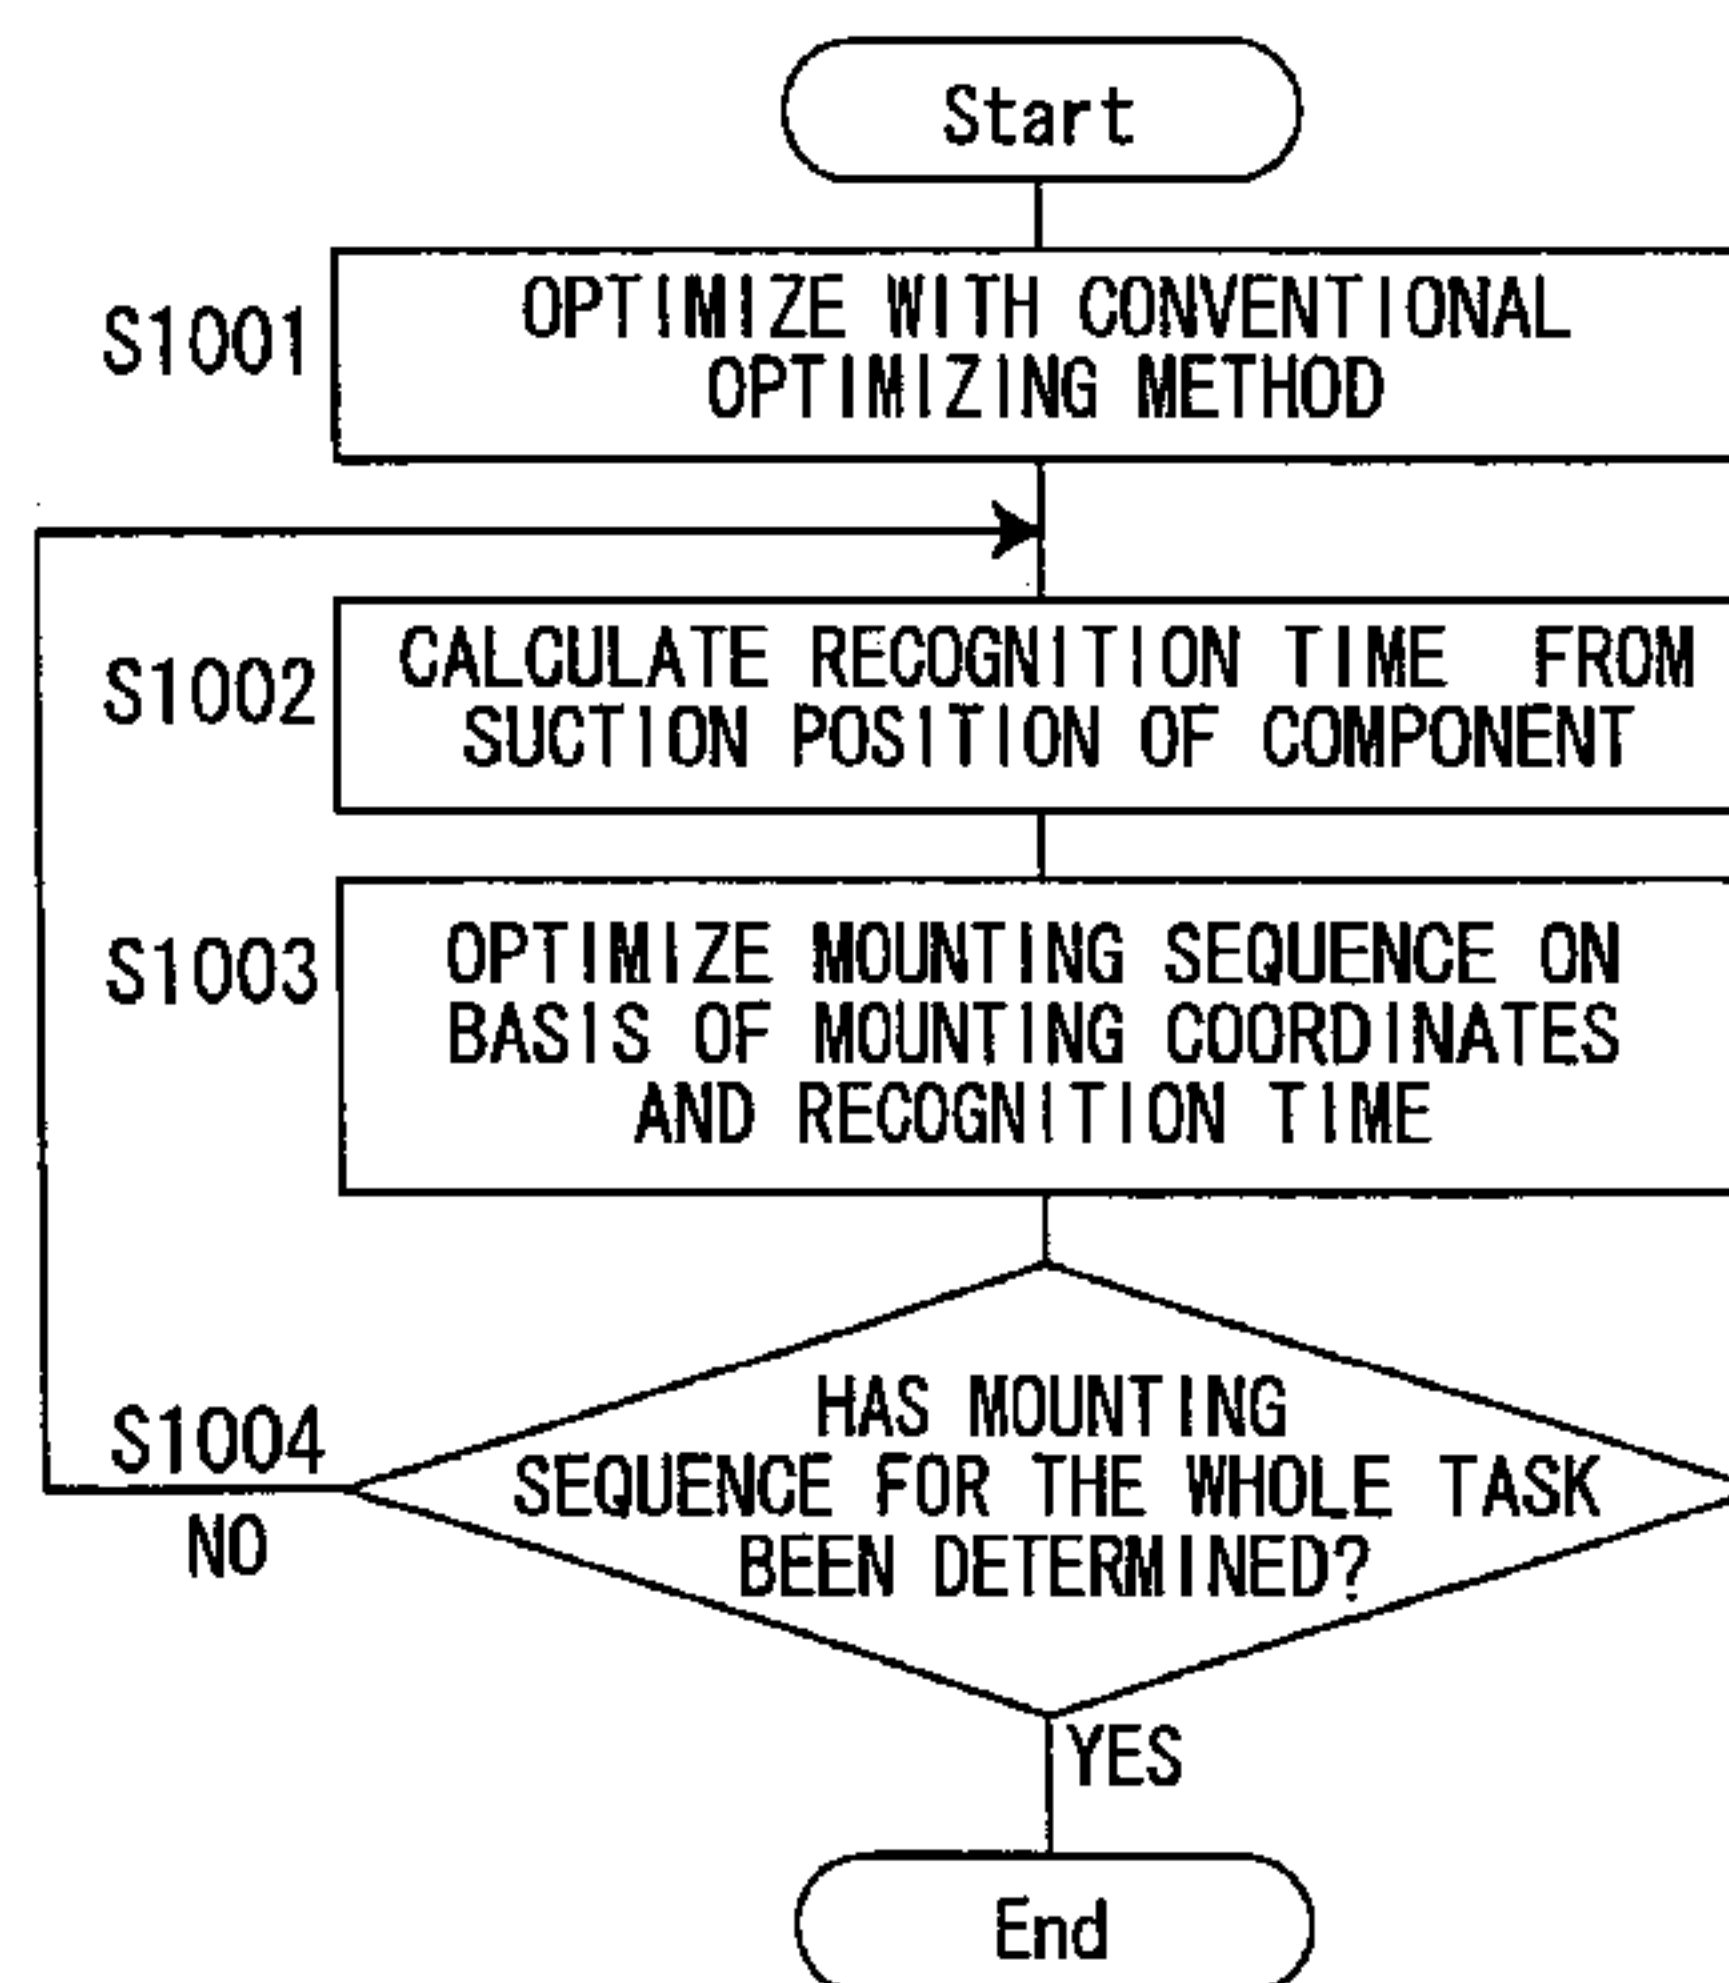 Start
S1001
OPTIMIZE WITH CONVENTIONAL
OPTIMIZING METHOD
S1002
CALCULATE RECOGNITION TIME FROM
SUCTION POSITION OF COMPONENT
S1003
OPTIMIZE MOUNTING SEQUENCE ON
BASIS OF MOUNTING COORDINATES
AND RECOGNITION TIME
S1004
HAS MOUNTING
SEQUENCE FOR THE WHOLE TASK
BEEN DETERMINED?
NO
YES
End